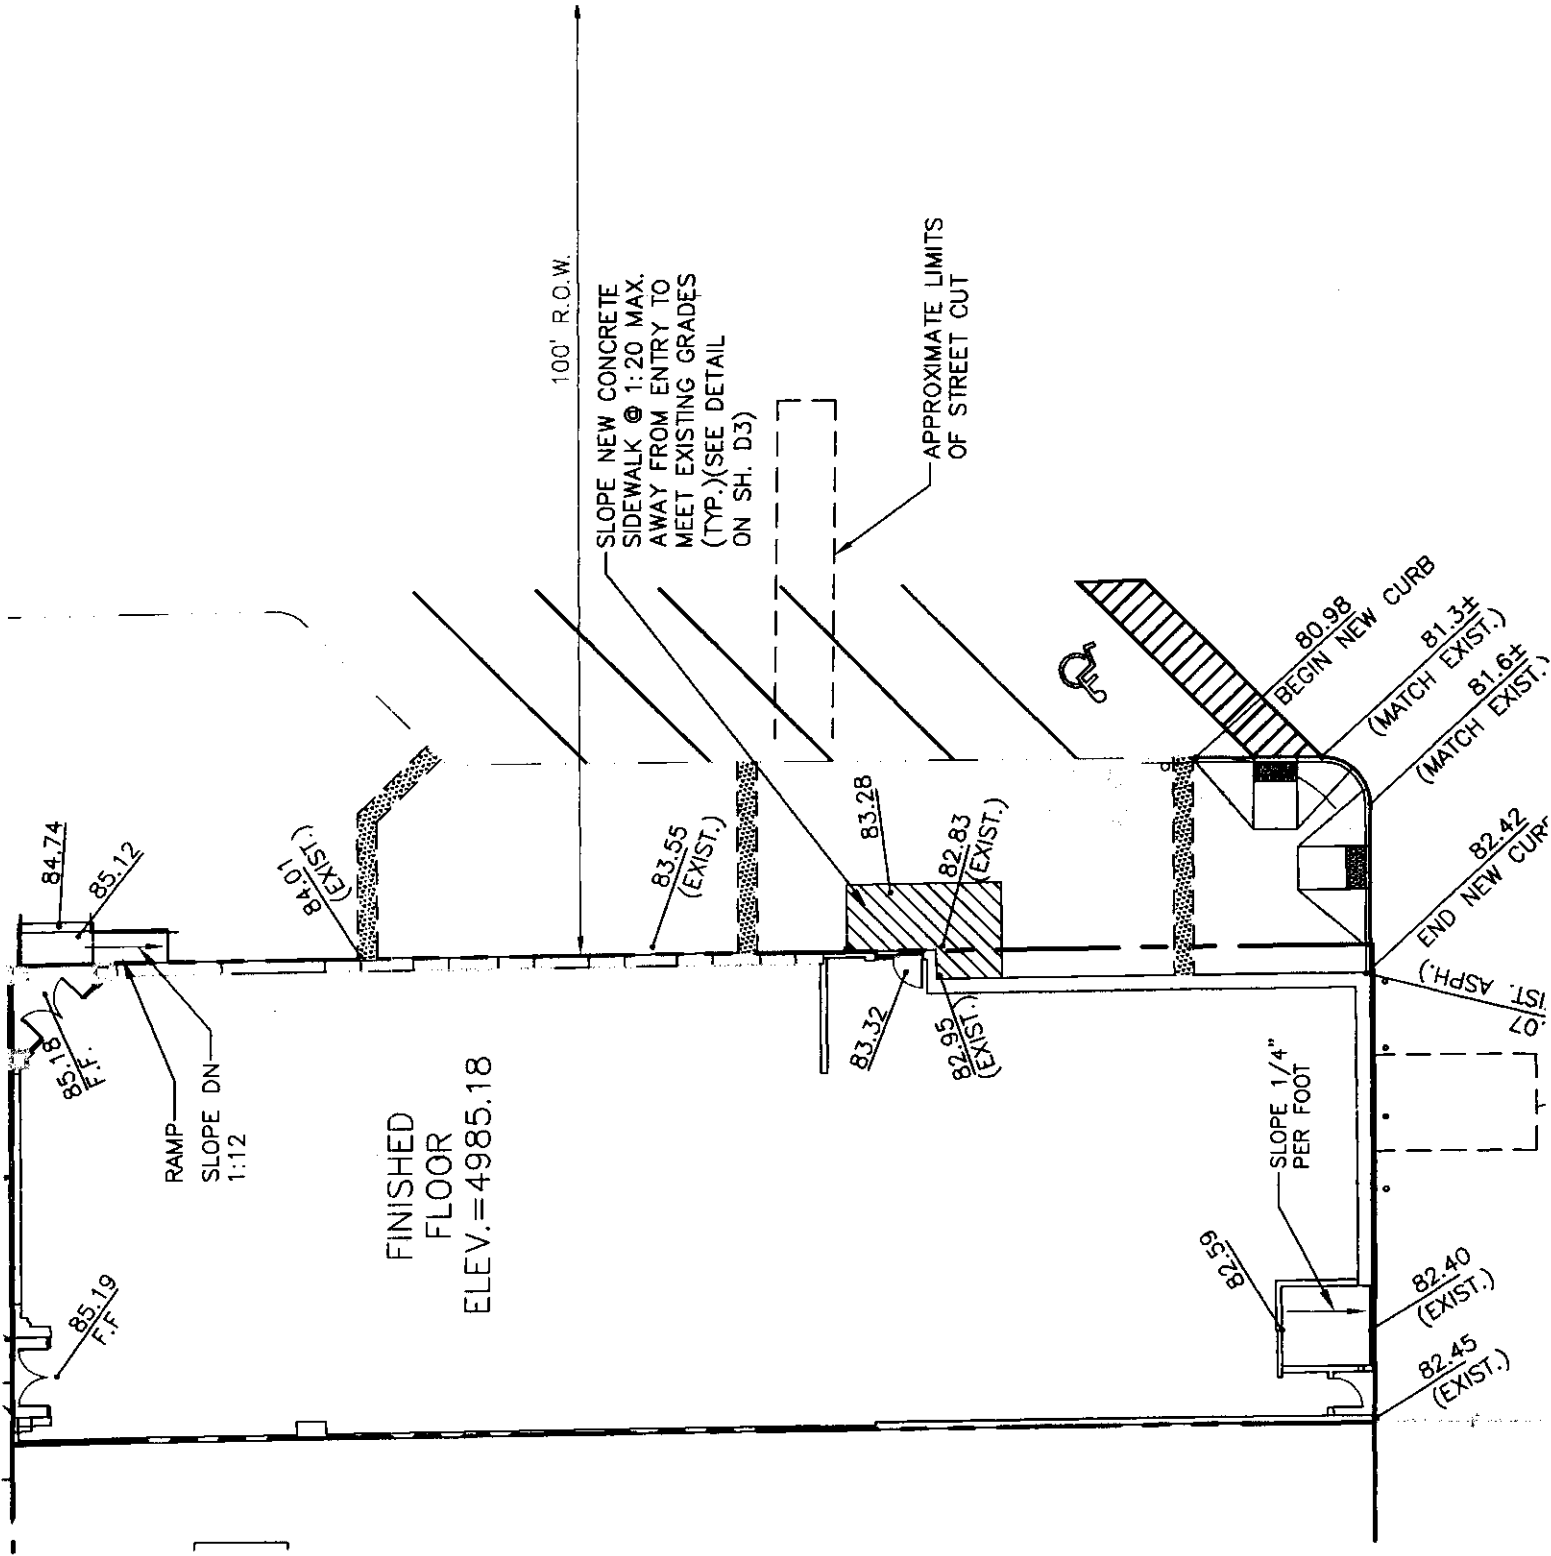 100' R.O.W.
SLOPE NEW CONCRETE
SIDEWALK @ 1:20 MAX.
AWAY FROM ENTRY TO
MEET EXISTING GRADES
(TYP.)(SEE DETAIL
ON SH. D3)
APPROXIMATE LIMITS
OF STREET CUT
84.74
85.12
84.01
(EXIST.)
83.55
(EXIST.)
83.28
82.83
(EXIST.)
80.98
BEGIN NEW CURB
81.3±
(MATCH EXIST.)
81.6±
(MATCH EXIST.)
82.42
END NEW CUR
IST. ASPH.)
.07
85.18
F.F.
RAMP
SLOPE DN
1:12
FINISHED
FLOOR
ELEV.=4985.18
83.32
82.95
(EXIST.)
SLOPE 1/4"
PER FOOT
85.19
F.F
82.59
82.40
(EXIST.)
82.45
(EXIST.)